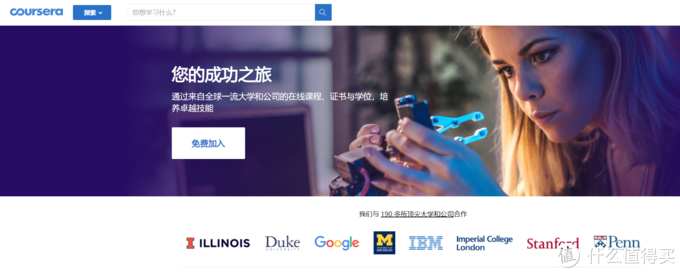 coursera 探索 您想学习什么?
您的成功之旅
通过来自全球一流大学和公司的在线课程、证书与学位，培
养卓越技能
免费加入
我们与 190 多所顶尖大学和公司合作
I ILLINOIS Duke UNIVERSITY Google M IBM Imperial College London Stanford Penn
值 什么值得买